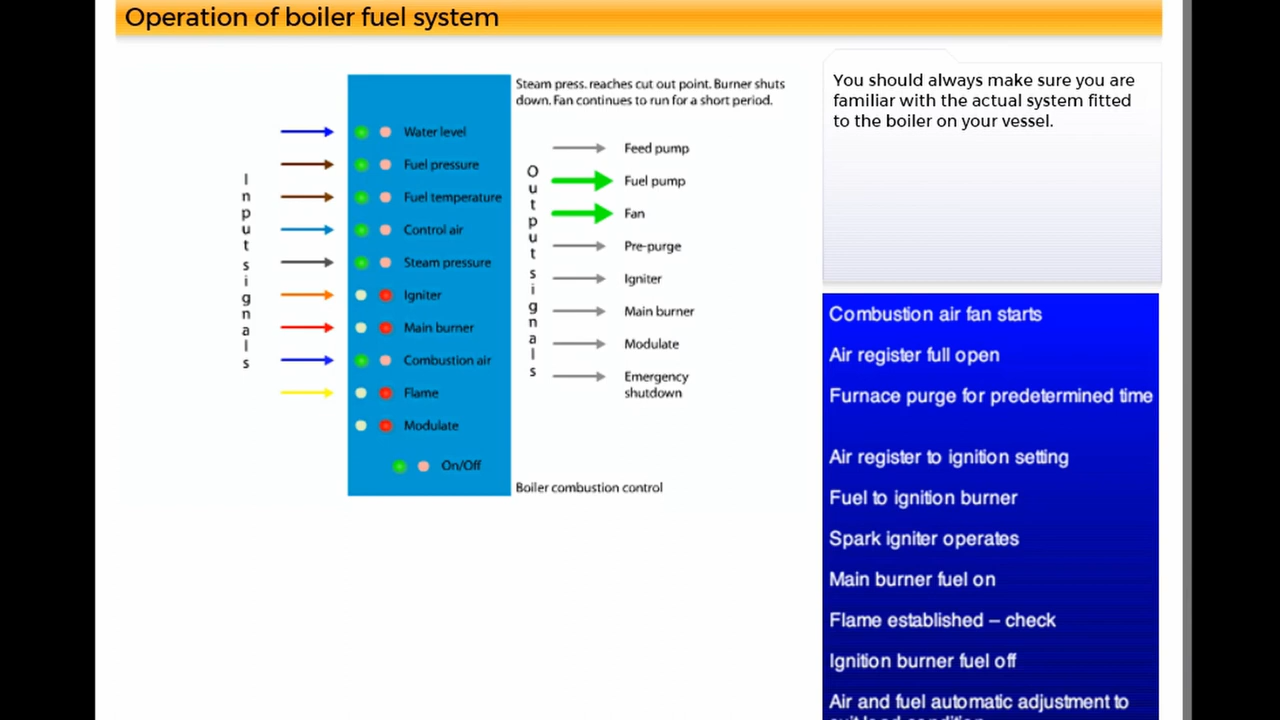 Operation of boiler fuel system
Steam press. reaches cut out point. Burner shuts
down. Fan continues to run for a short period.
Input signals
Water level
Fuel pressure
Fuel temperature
Control air
Steam pressure
Igniter
Main burner
Combustion air
Flame
Modulate
On/Off
Output signals
Feed pump
Fuel pump
Fan
Pre-purge
Igniter
Main burner
Modulate
Emergency
shutdown
Boiler combustion control
You should always make sure you are
familiar with the actual system fitted
to the boiler on your vessel.
Combustion air fan starts
Air register full open
Furnace purge for predetermined time
Air register to ignition setting
Fuel to ignition burner
Spark igniter operates
Main burner fuel on
Flame established – check
Ignition burner fuel off
Air and fuel automatic adjustment to